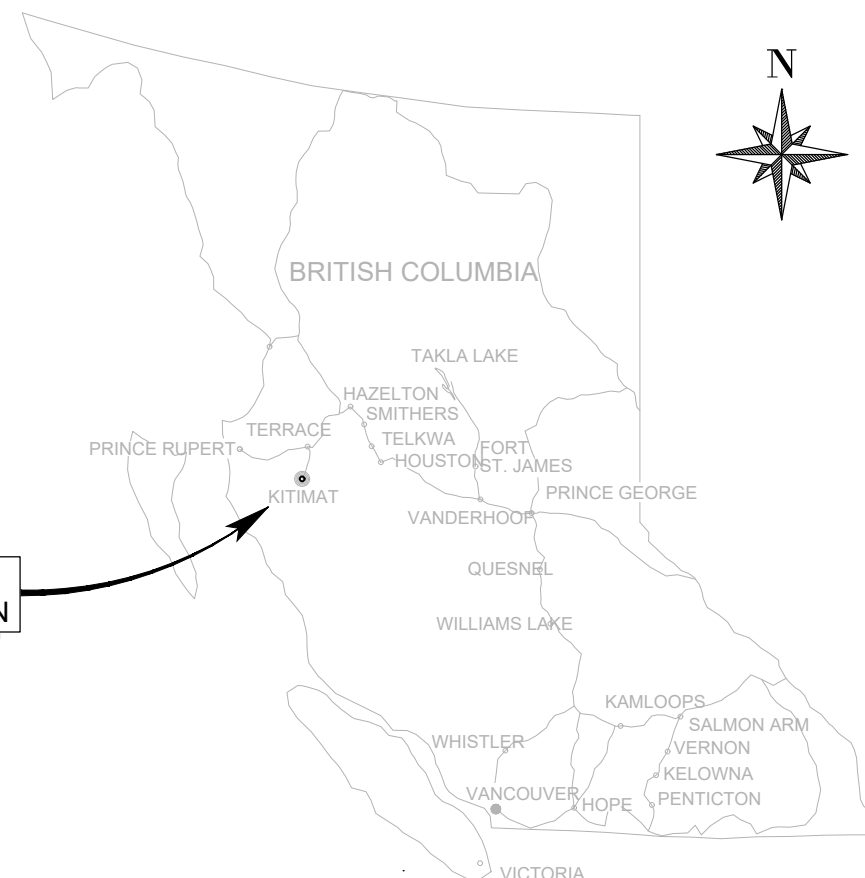 N
BRITISH COLUMBIA
TAKLA LAKE
HAZELTON
SMITHERS
TERRACE
TELKWA
PRINCE RUPERT
FORT
HOUSTON
ST. JAMES
KITIMAT
PRINCE GEORGE
VANDERHOOF
QUESNEL
N
WILLIAMS LAKE
KAMLOOPS
SALMON ARM
WHISTLER
VERNON
KELOWNA
VANCOUVER
PENTICTON
HOPE
VICTORIA